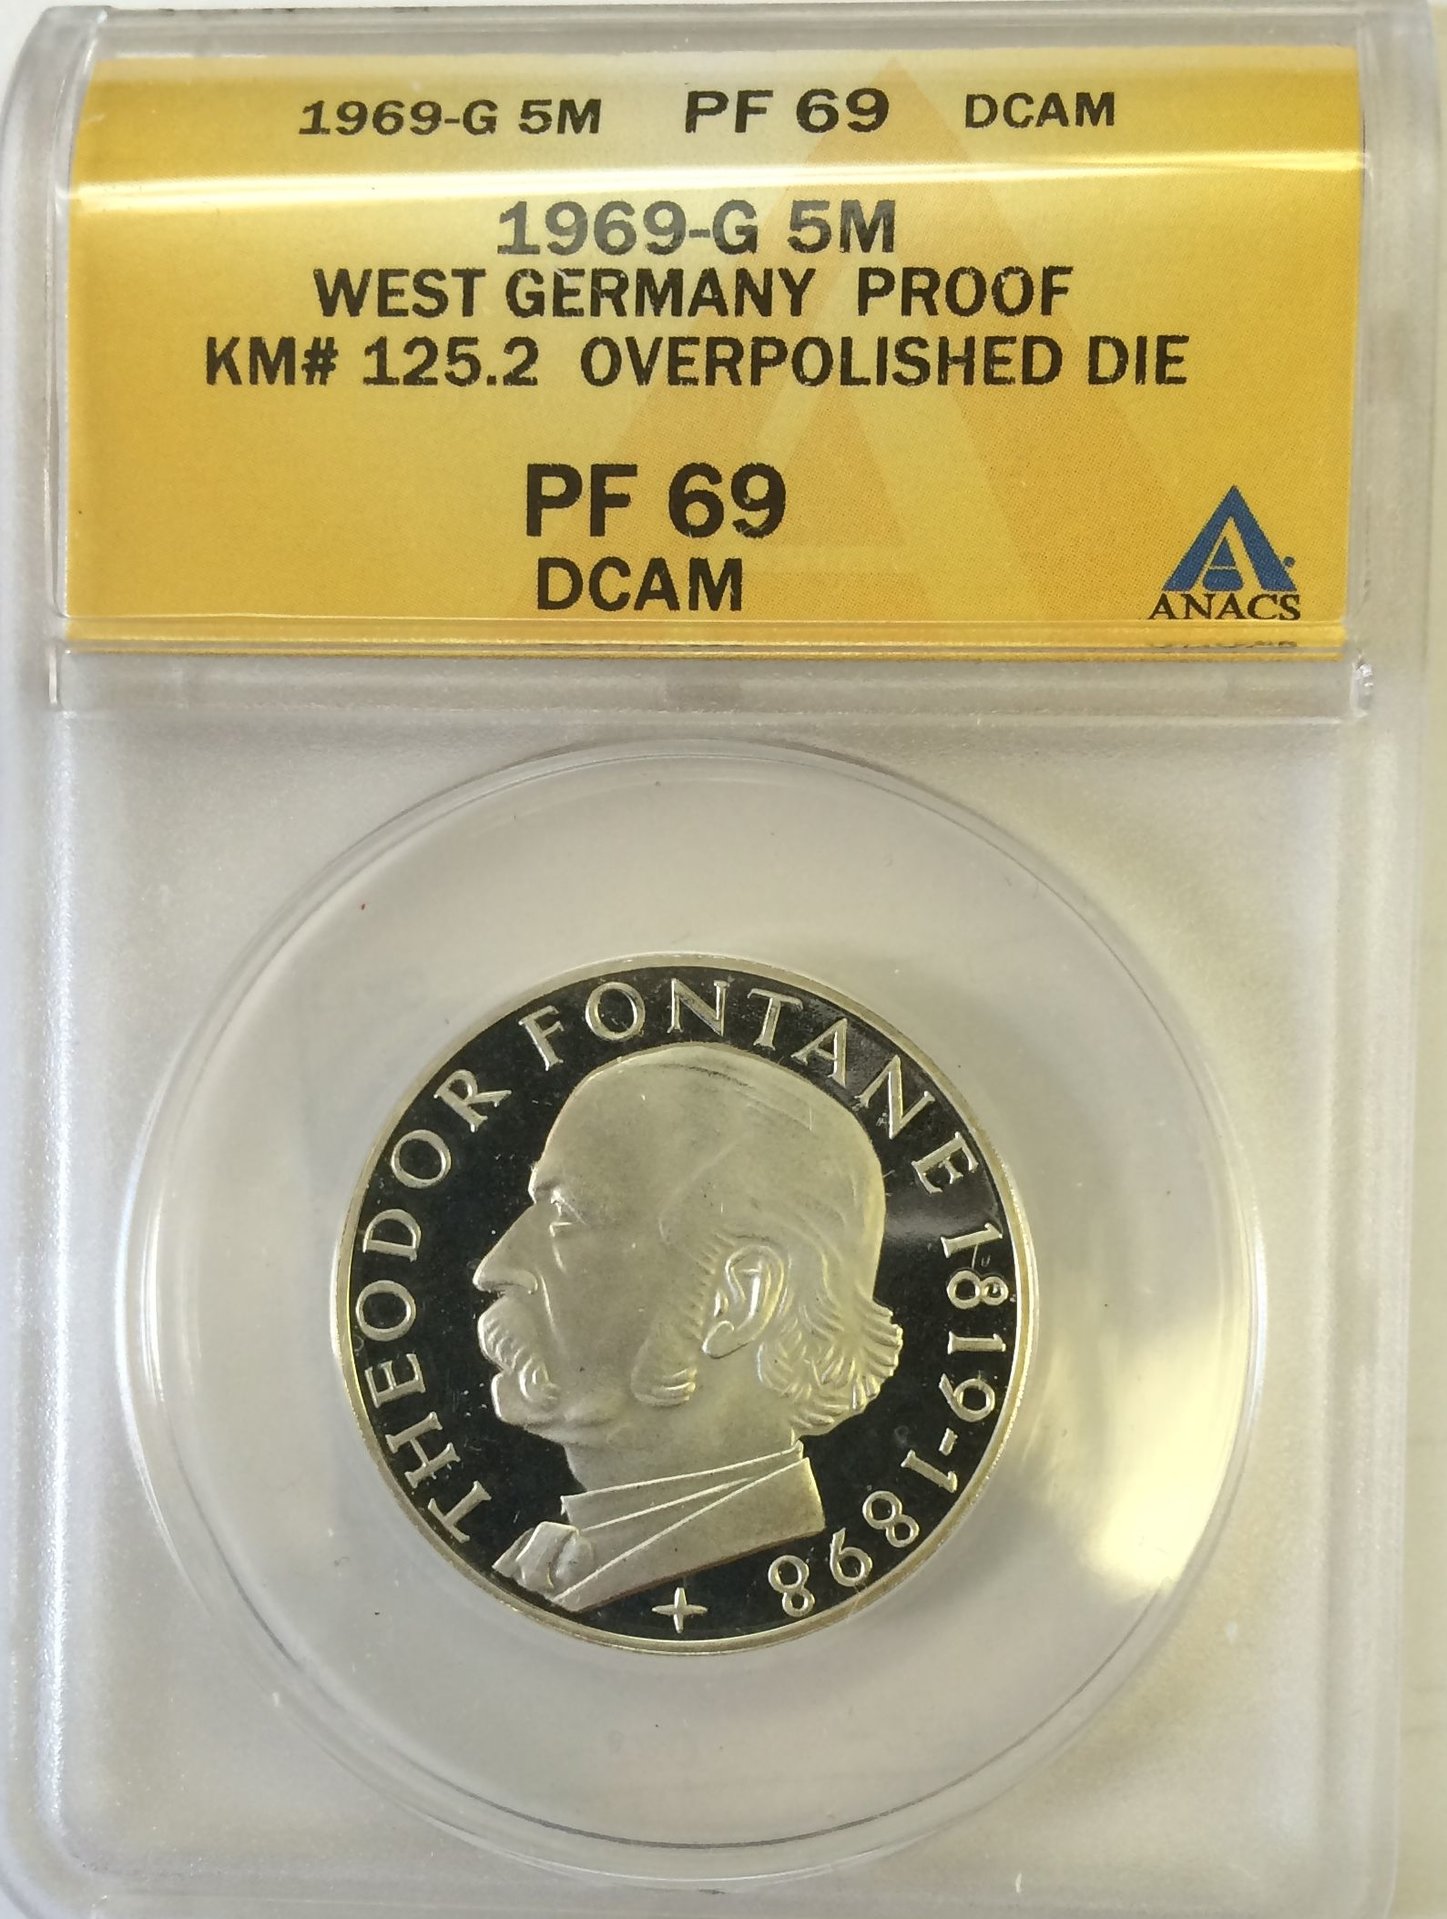 1969-G 5M PF 69 DCAM
1969-G 5M
WEST GERMANY PROOF
KM# 125.2 OVERPOLISHED DIE
PF 69
DCAM
ANACS
THEODOR FONTANE 1819-1898